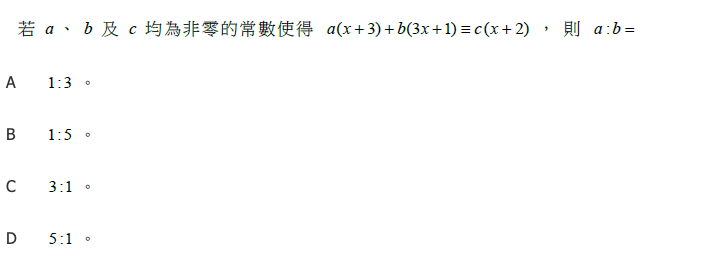 若 a、b 及 c 均為非零的常數使得 a(x+3)+b(3x+1)≡c(x+2)，則 a:b=
A 1:3。
B 1:5。
C 3:1。
D 5:1。